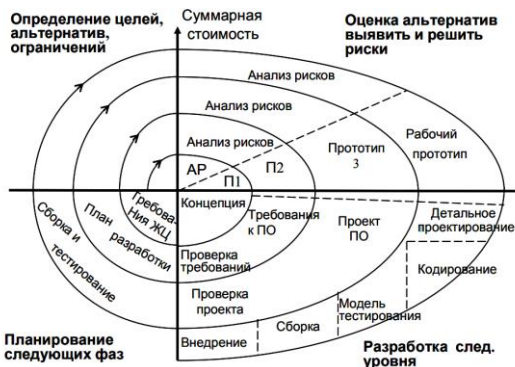 Определение целей,
альтернатив,
ограничений
Суммарная
стоимость
Оценка альтернатив
выявить и решить
риски
Анализ рисков
Анализ рисков
Анализ рисков
АР
П1
П2
Прототип
3
Рабочий
прототип
Концепция
Требова-
ния ЖЦ
План
разработки
Сборка и
тестирование
Требования
к ПО
Проект
ПО
Детальное
проектирование
Кодирование
Проверка
требований
Проверка
проекта
Модель
тестирования
Сборка
Внедрение
Планирование
следующих фаз
Разработка след.
уровня